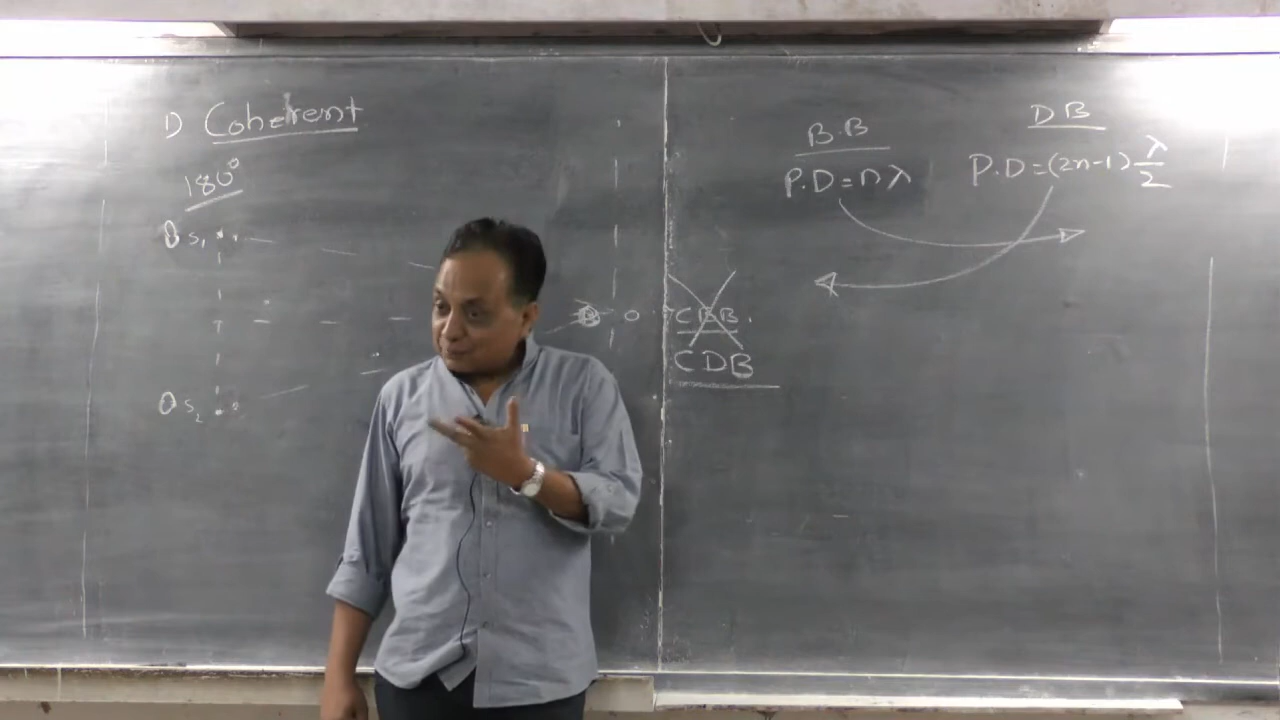 1) Coherent
180°
S₁
S₂
O
CBB.
CDB
B.B
P.D=nλ
DB
P.D=(2n-1)λ/2